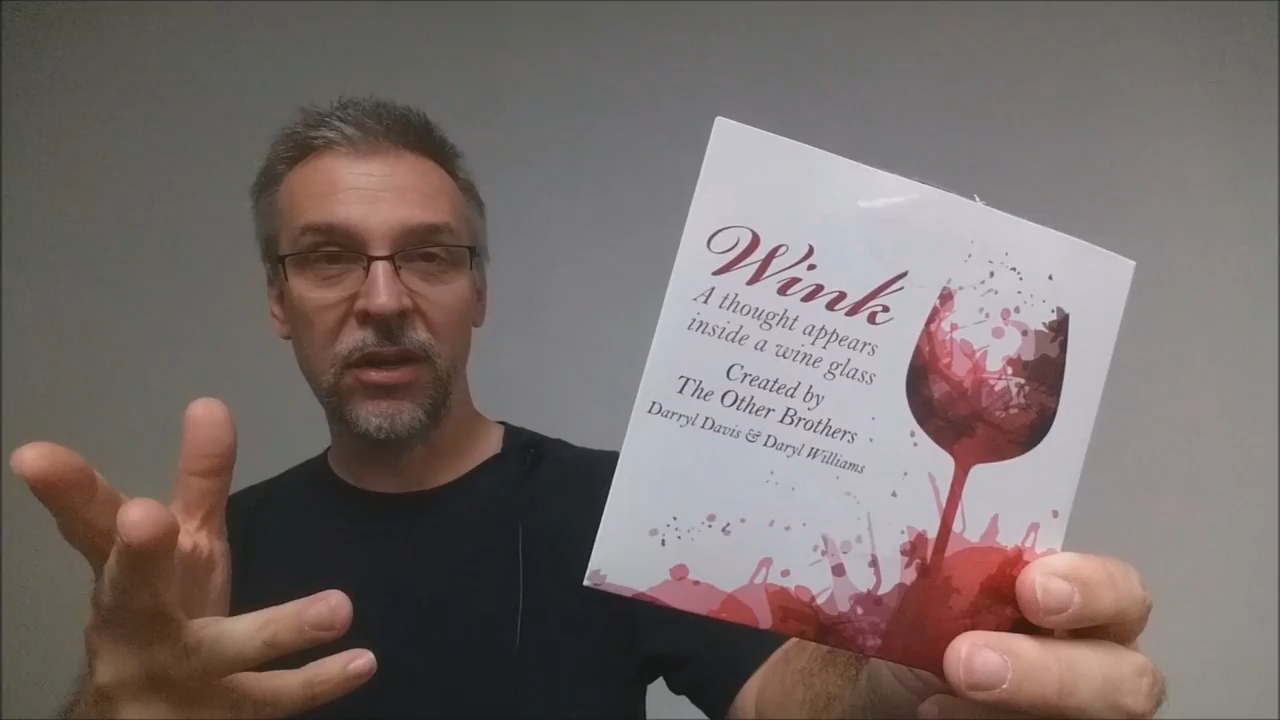 Wink
A thought appears
inside a wine glass
Created by
The Other Brothers
Darryl Davis & Daryl Williams